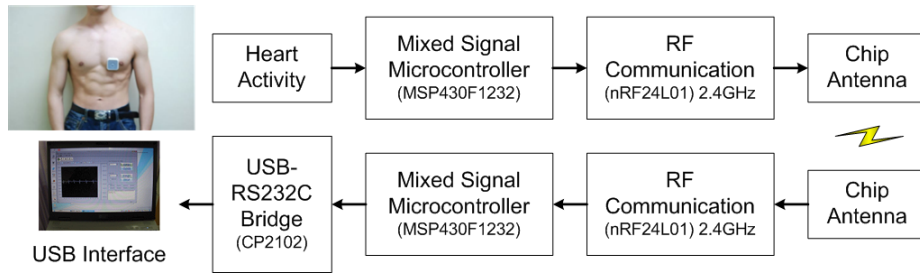 Heart
Activity
Mixed Signal
Microcontroller
(MSP430F1232)
RF
Communication
(nRF24L01) 2.4GHz
Chip
Antenna
USB-
RS232C
Bridge
(CP2102)
Mixed Signal
Microcontroller
(MSP430F1232)
RF
Communication
(nRF24L01) 2.4GHz
Chip
Antenna
USB Interface